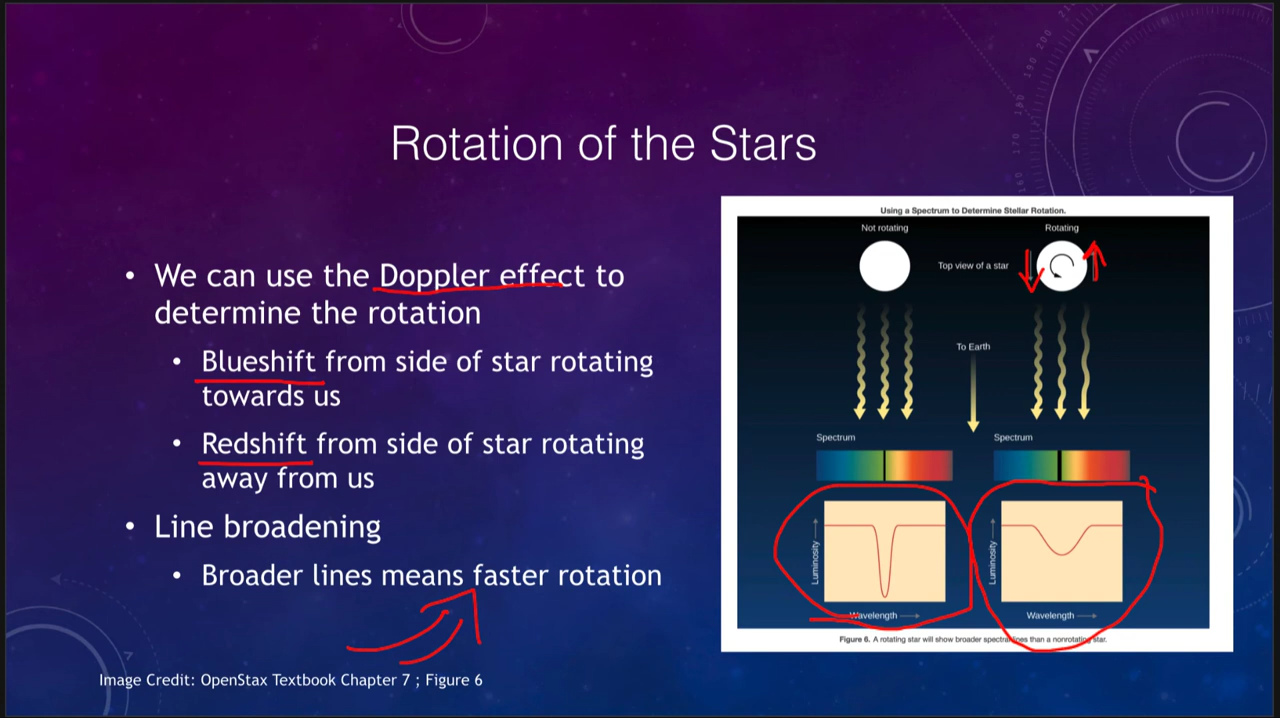 Rotation of the Stars
• We can use the Doppler effect to
determine the rotation
• Blueshift from side of star rotating
towards us
• Redshift from side of star rotating
away from us
• Line broadening
• Broader lines means faster rotation
Image Credit: OpenStax Textbook Chapter 7 ; Figure 6
Using a Spectrum to Determine Stellar Rotation.
Not rotating
Rotating
Top view of a star
To Earth
Spectrum
Spectrum
Luminosity
Luminosity
Wavelength
Wavelength
Figure 6. A rotating star will show broader spectral lines than a nonrotating star.